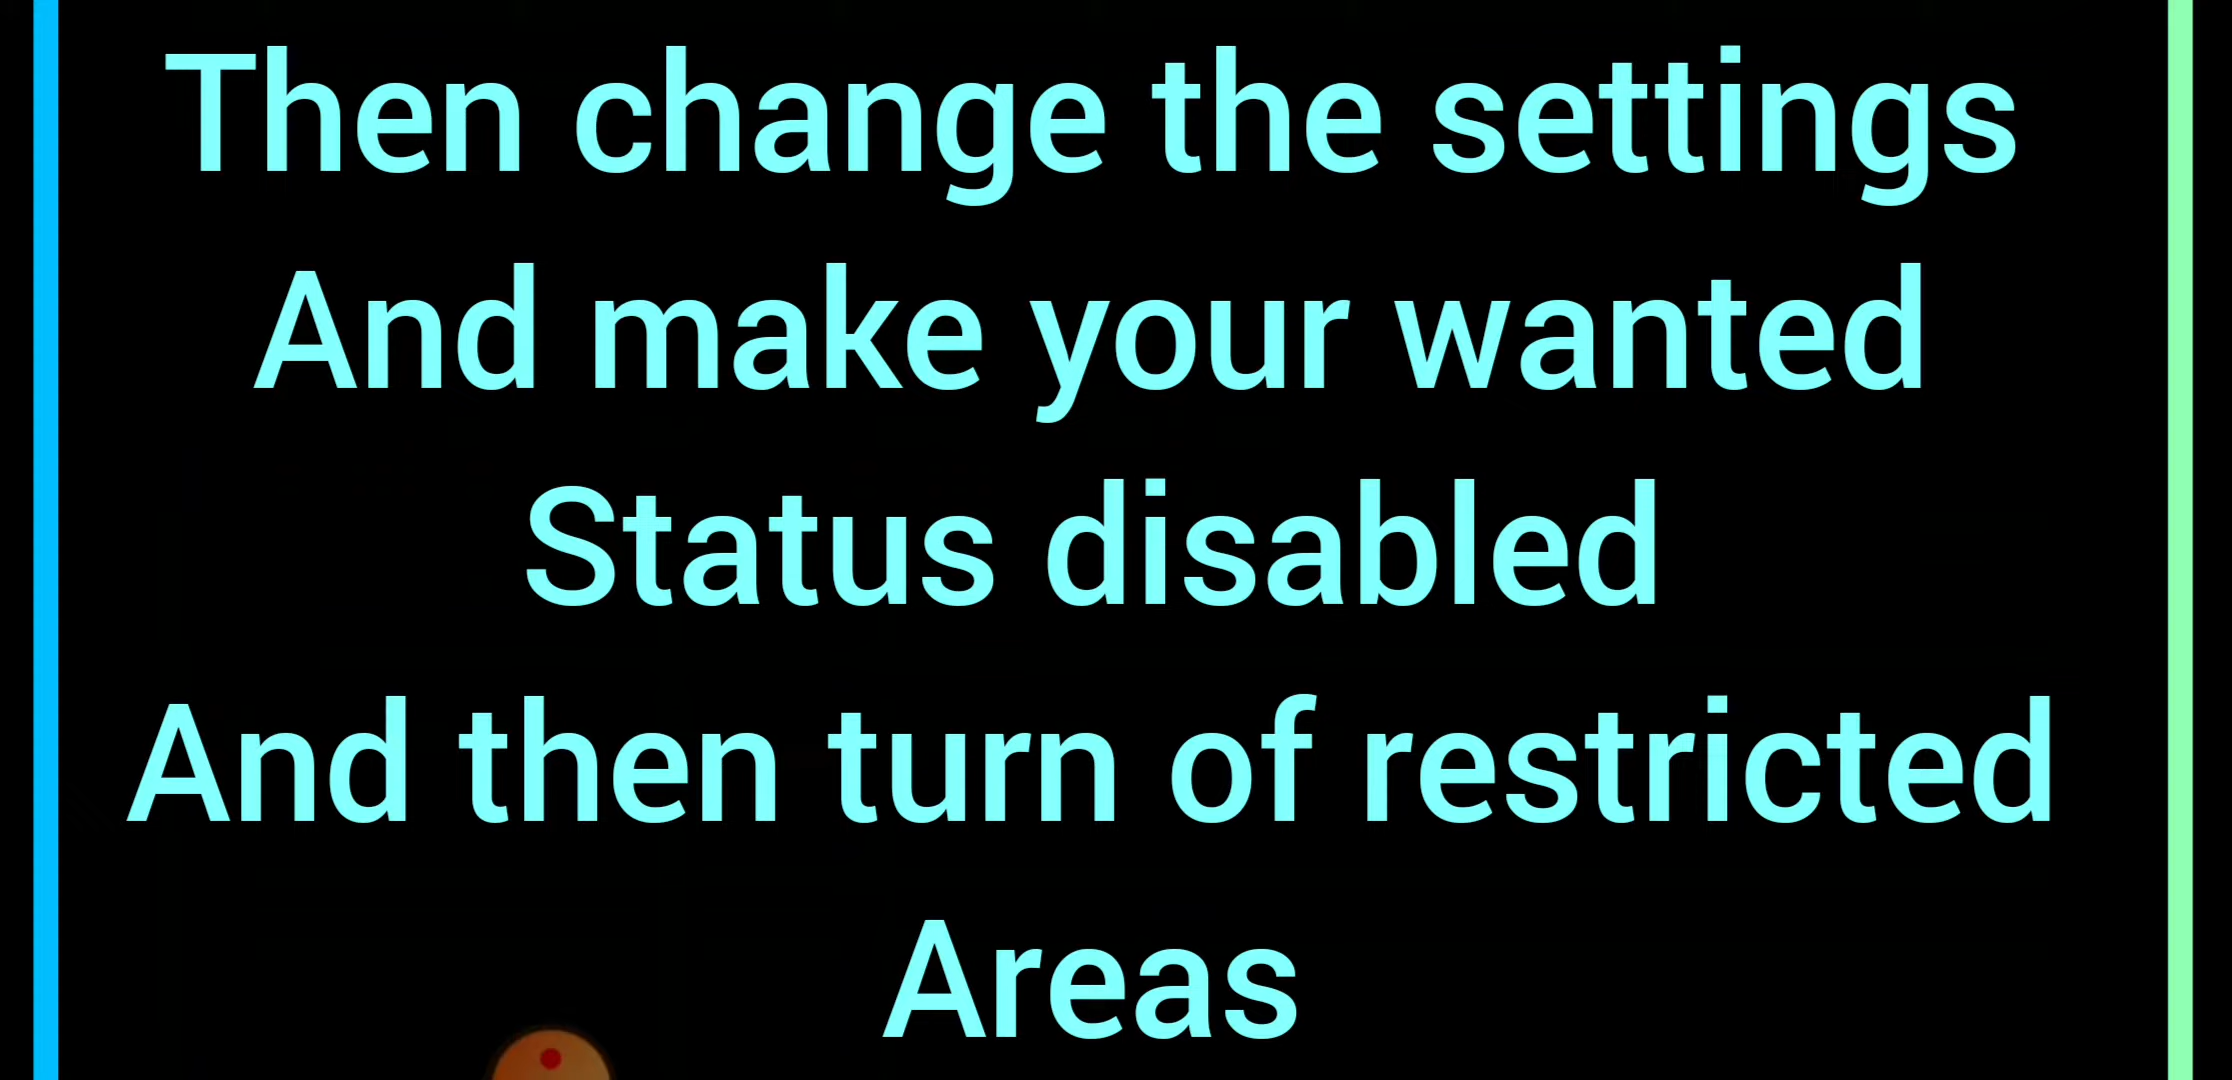 Then change the settings
And make your wanted
Status disabled
And then turn of restricted
Areas